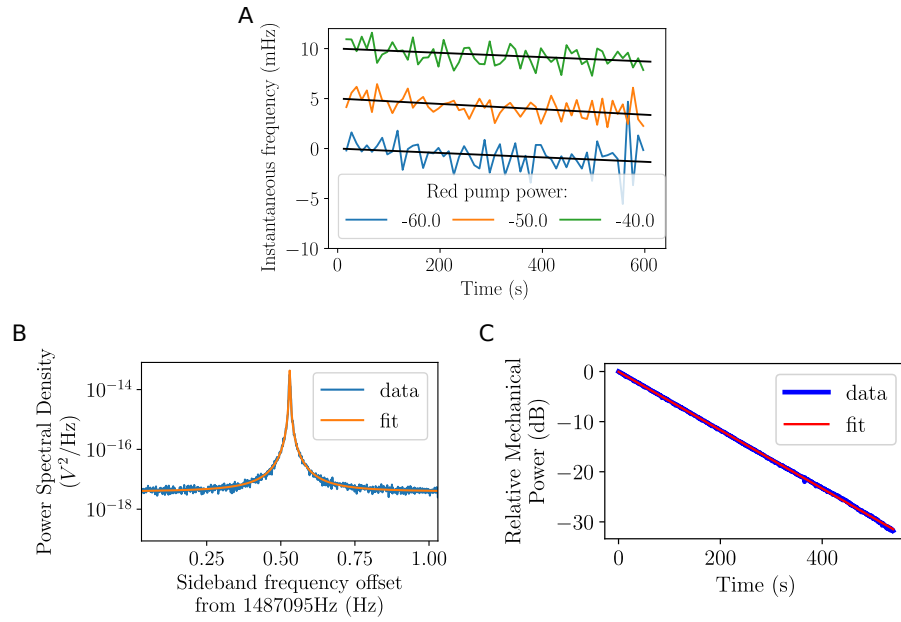 A
Instantaneous frequency (mHz)
10
5
0
−5
−10
Red pump power:
-60.0 -50.0 -40.0
0 200 400 600
Time (s)
B
Power Spectral Density
(V²/Hz)
10⁻¹⁴
10⁻¹⁶
10⁻¹⁸
data
fit
0.25 0.50 0.75 1.00
Sideband frequency offset
from 1487095Hz (Hz)
C
Relative Mechanical
Power (dB)
0
−10
−20
−30
data
fit
0 200 400
Time (s)